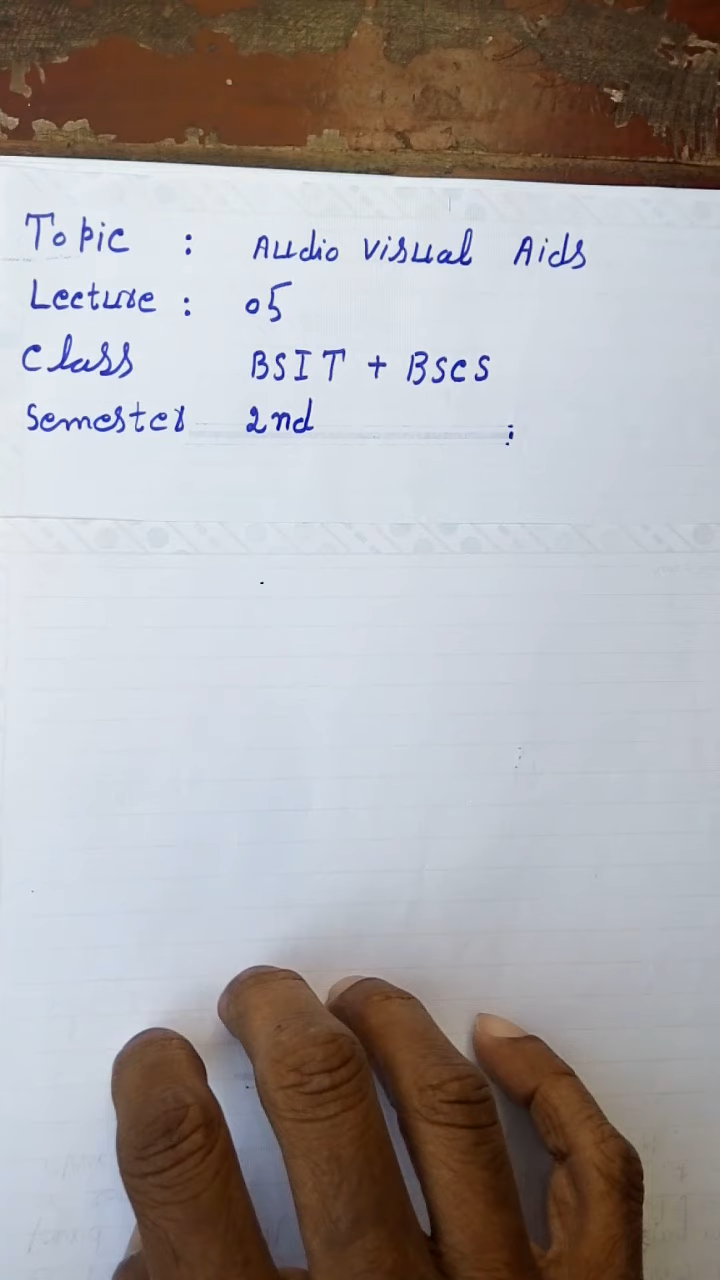 Topic : Audio Visual Aids
Lecture : 05
Class BSIT + BSCS
Semester 2nd